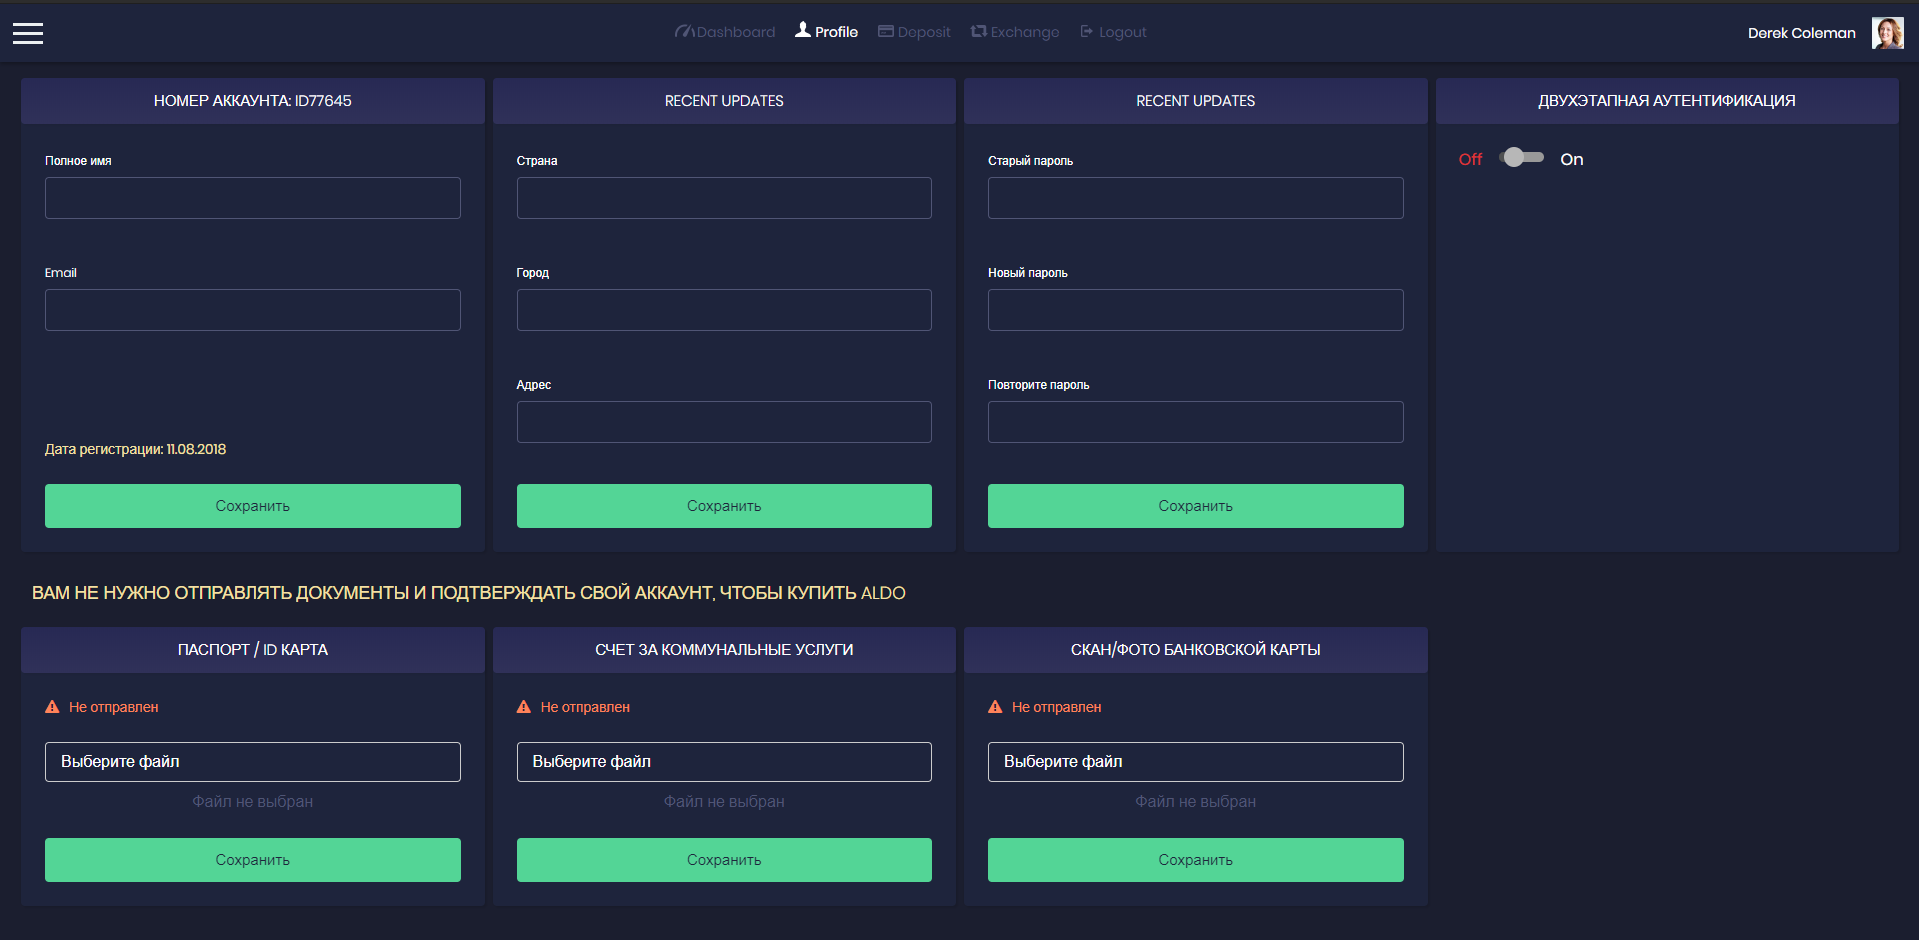 Dashboard Profile Deposit Exchange Logout Derek Coleman
НОМЕР АККАУНТА: ID77645
Полное имя
Email
Дата регистрации: 11.08.2018
Сохранить
RECENT UPDATES
Страна
Город
Адрес
Сохранить
RECENT UPDATES
Старый пароль
Новый пароль
Повторите пароль
Сохранить
ДВУХЭТАПНАЯ АУТЕНТИФИКАЦИЯ
Off On
ВАМ НЕ НУЖНО ОТПРАВЛЯТЬ ДОКУМЕНТЫ И ПОДТВЕРЖДАТЬ СВОЙ АККАУНТ, ЧТОБЫ КУПИТЬ ALDO
ПАСПОРТ / ID КАРТА
Не отправлен
Выберите файл
Файл не выбран
Сохранить
СЧЕТ ЗА КОММУНАЛЬНЫЕ УСЛУГИ
Не отправлен
Выберите файл
Файл не выбран
Сохранить
СКАН/ФОТО БАНКОВСКОЙ КАРТЫ
Не отправлен
Выберите файл
Файл не выбран
Сохранить